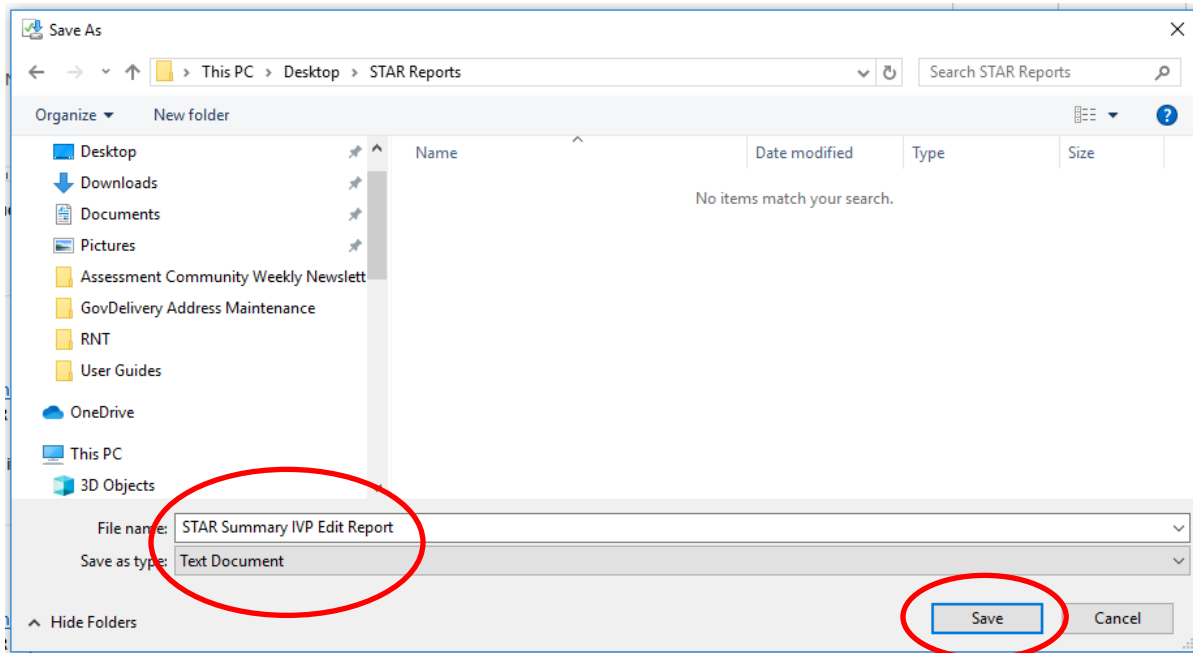 Save As
This PC > Desktop > STAR Reports
Search STAR Reports
Organize
New folder
Name
Date modified
Type
Size
No items match your search.
Desktop
Downloads
Documents
Pictures
Assessment Community Weekly Newslett
GovDelivery Address Maintenance
RNT
User Guides
OneDrive
This PC
3D Objects
File name: STAR Summary IVP Edit Report
Save as type: Text Document
Hide Folders
Save
Cancel